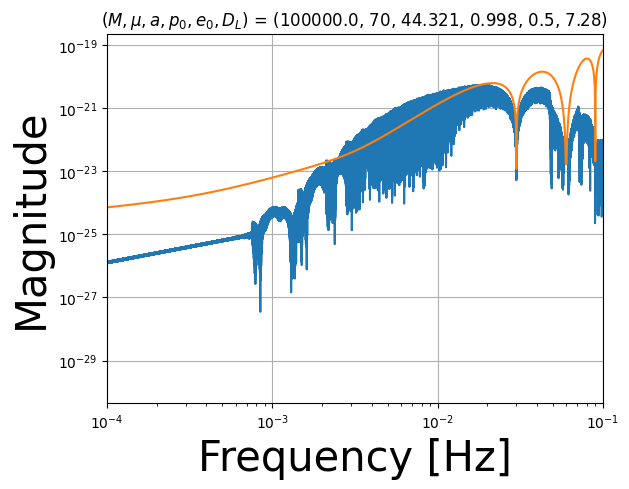 (M, μ, a, p₀, e₀, D_L) = (100000.0, 70, 44.321, 0.998, 0.5, 7.28)
10⁻¹⁹
10⁻²¹
10⁻²³
10⁻²⁵
10⁻²⁷
10⁻²⁹
Magnitude
10⁻⁴ 10⁻³ 10⁻² 10⁻¹
Frequency [Hz]